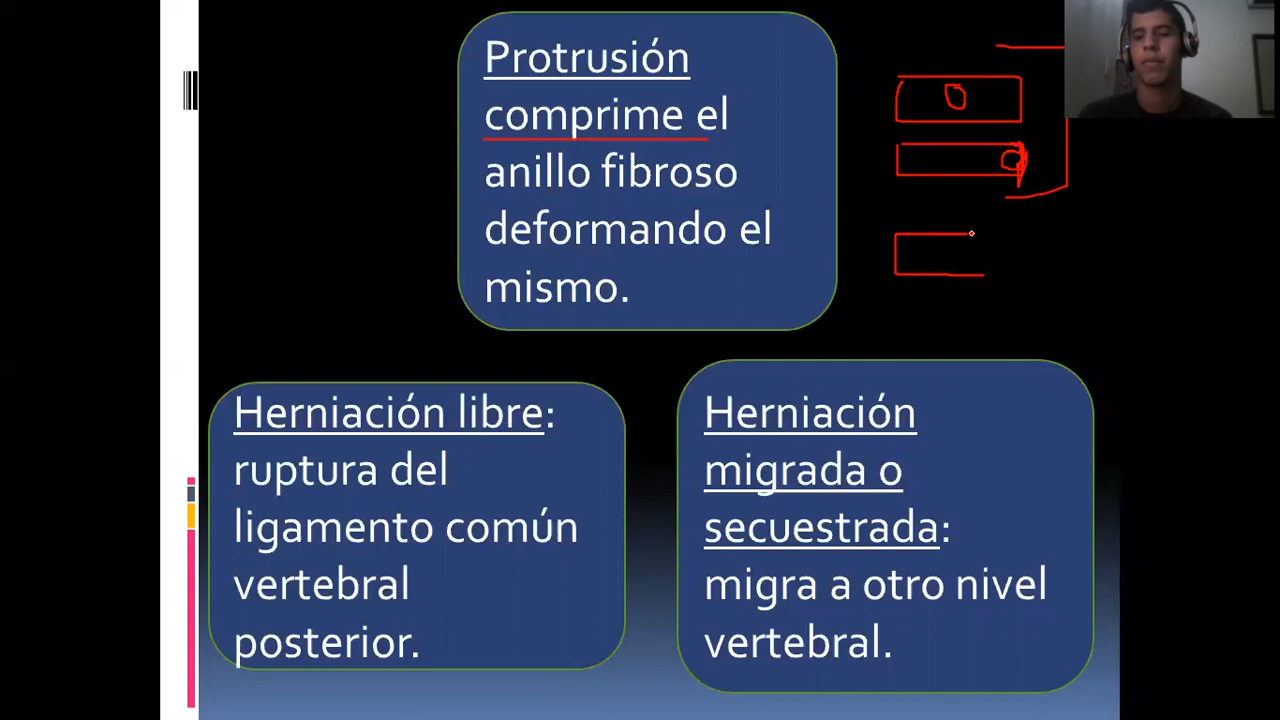 Protrusión
comprime el
anillo fibroso
deformando el
mismo.
Herniación libre:
ruptura del
ligamento común
vertebral
posterior.
Herniación
migrada o
secuestrada:
migra a otro nivel
vertebral.